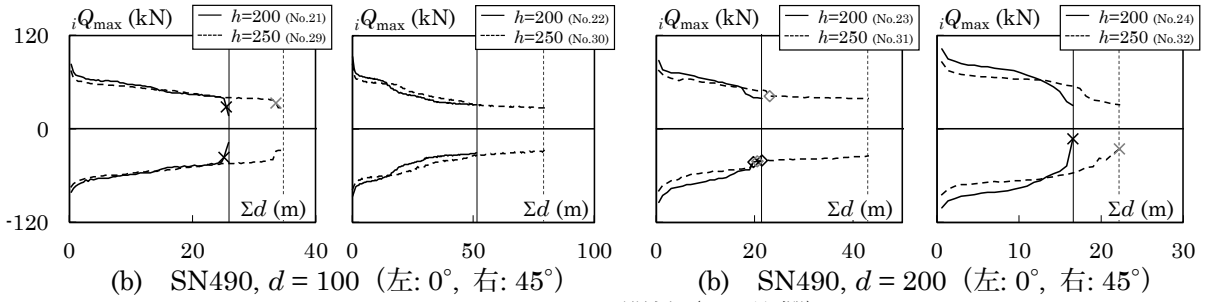 iQmax (kN)
h=200 (No.21)
h=250 (No.29)
iQmax (kN)
h=200 (No.22)
h=250 (No.30)
iQmax (kN)
h=200 (No.23)
h=250 (No.31)
iQmax (kN)
h=200 (No.24)
h=250 (No.32)
120
0
-120
Σd (m)
Σd (m)
Σd (m)
Σd (m)
0 20 40
0 50 100
0 20 40
0 10 20 30
(b) SN490, d = 100 (左: 0°, 右: 45°)
(b) SN490, d = 200 (左: 0°, 右: 45°)